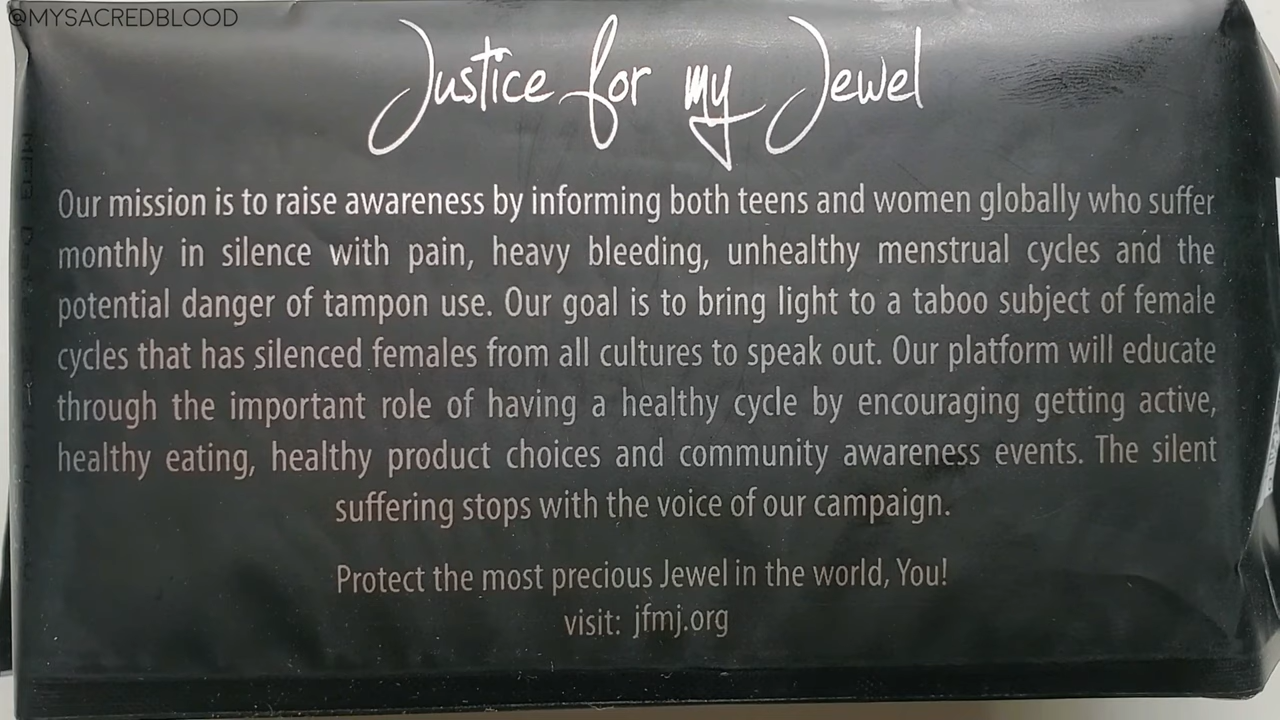 @MYSACREDBLOOD
Justice for my Jewel
Our mission is to raise awareness by informing both teens and women globally who suffer
monthly in silence with pain, heavy bleeding, unhealthy menstrual cycles and the
potential danger of tampon use. Our goal is to bring light to a taboo subject of female
cycles that has silenced females from all cultures to speak out. Our platform will educate
through the important role of having a healthy cycle by encouraging getting active,
healthy eating, healthy product choices and community awareness events. The silent
suffering stops with the voice of our campaign.
Protect the most precious Jewel in the world, You!
visit: jfmj.org